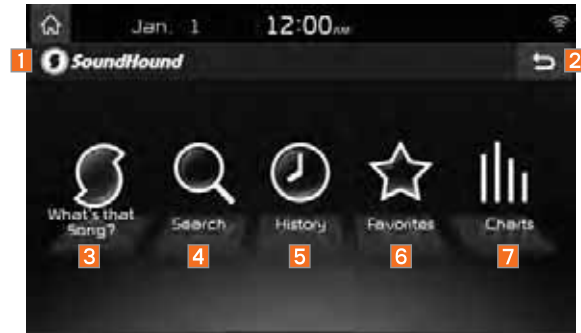 Jan. 1 12:00AM
1 SoundHound 2
What's that
Song?
Search
History
Favorites
Charts
3 4 5 6 7